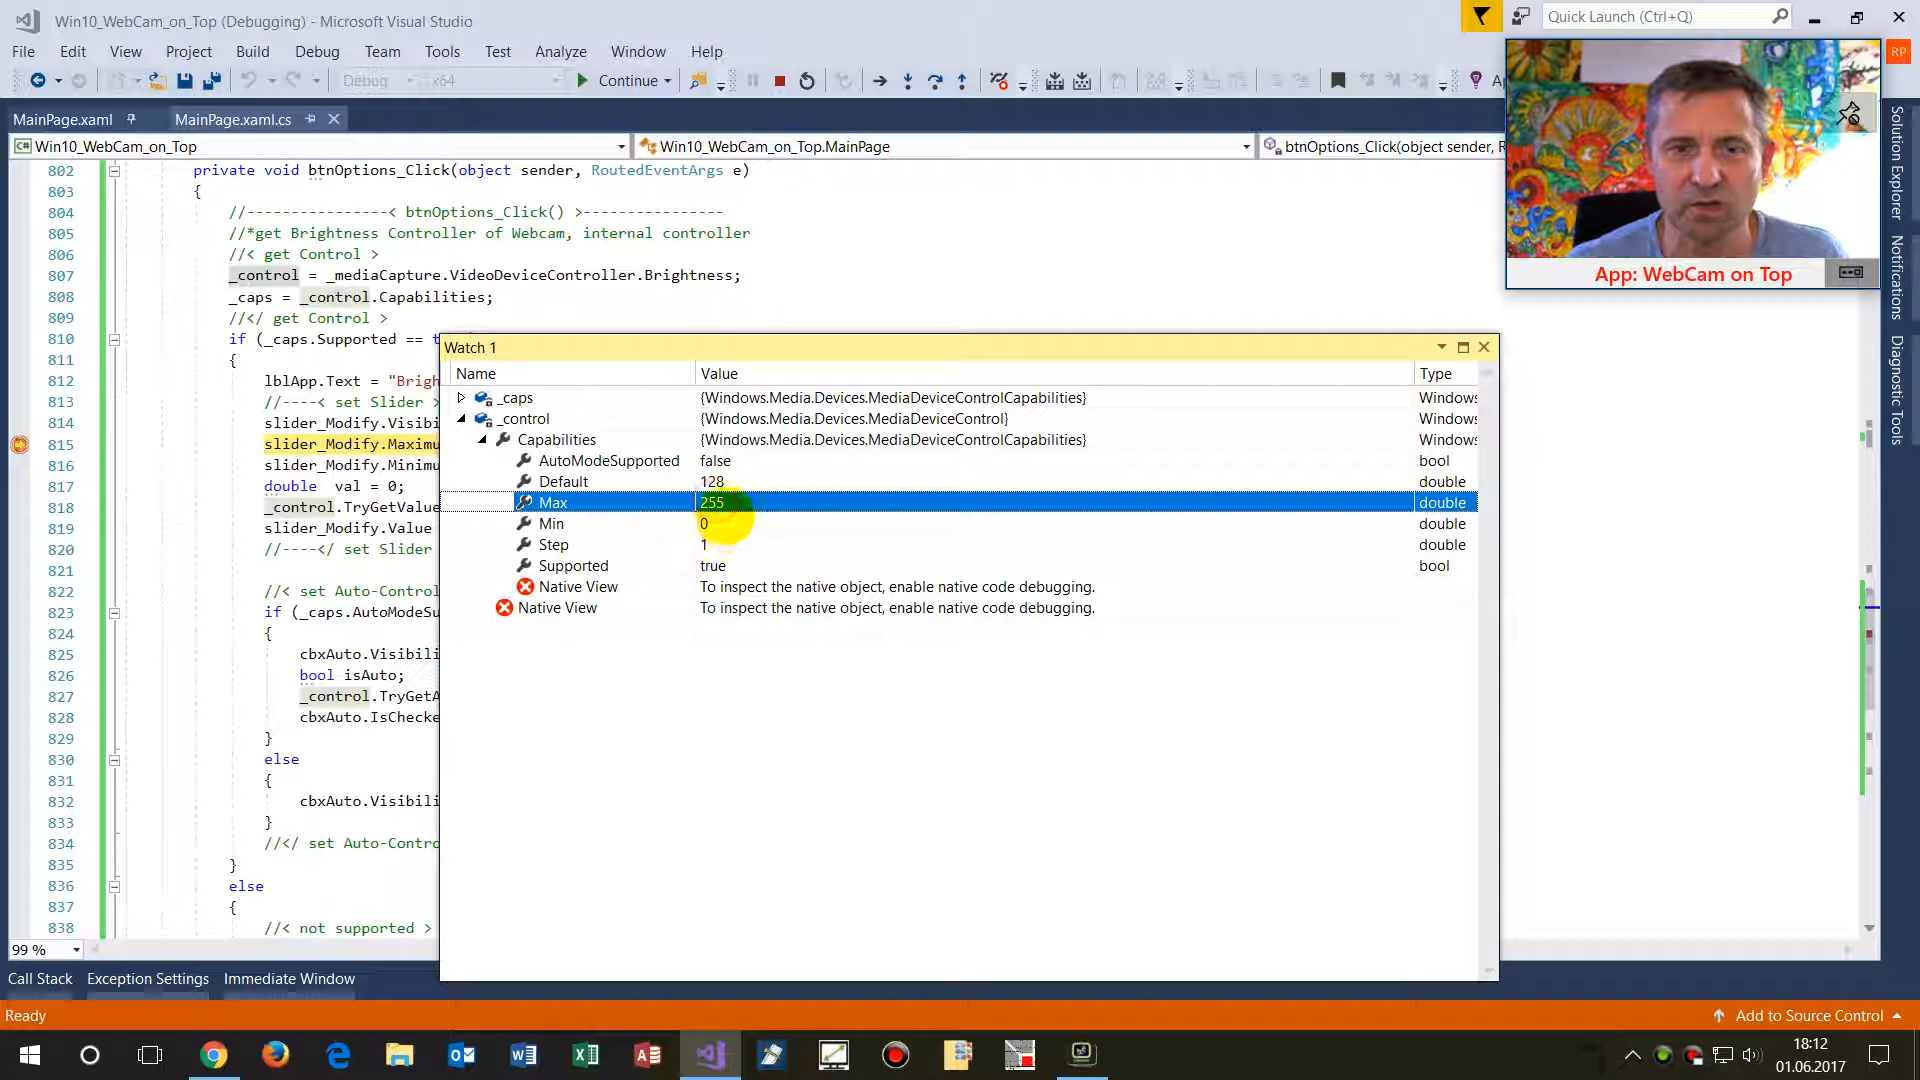 Win10_WebCam_on_Top (Debugging) - Microsoft Visual Studio
Quick Launch (Ctrl+Q)
File Edit View Project Build Debug Team Tools Test Analyze Window Help
RP
Debug x64 Continue
MainPage.xaml MainPage.xaml.cs
Win10_WebCam_on_Top Win10_WebCam_on_Top.MainPage btnOptions_Click(object sender, R
802 private void btnOptions_Click(object sender, RoutedEventArgs e)
803 {
804 //----------------< btnOptions_Click() >----------------
805 //*get Brightness Controller of Webcam, internal controller
806 //< get Control >
807 _control = _mediaCapture.VideoDeviceController.Brightness;
808 _caps = _control.Capabilities;
809 //</ get Control >
810 if (_caps.Supported == t
811 {
812 lblApp.Text = "Brigh
813 //----< set Slider >
814 slider_Modify.Visibi
815 slider_Modify.Maximu
816 slider_Modify.Minimu
817 double val = 0;
818 _control.TryGetValue
819 slider_Modify.Value
820 //----</ set Slider
821
822 //< set Auto-Control
823 if (_caps.AutoModeSu
824 {
825 cbxAuto.Visibili
826 bool isAuto;
827 _control.TryGetA
828 cbxAuto.IsChecke
829 }
830 else
831 {
832 cbxAuto.Visibili
833 }
834 //</ set Auto-Contro
835 }
836 else
837 {
838 //< not supported >
App: WebCam on Top
Solution Explorer
Notifications
Diagnostic Tools
Watch 1
Name Value Type
_caps {Windows.Media.Devices.MediaDeviceControlCapabilities} Windows
_control {Windows.Media.Devices.MediaDeviceControl} Windows
Capabilities {Windows.Media.Devices.MediaDeviceControlCapabilities} Windows
AutoModeSupported false bool
Default 128 double
Max 255 double
Min 0 double
Step 1 double
Supported true bool
Native View To inspect the native object, enable native code debugging.
Native View To inspect the native object, enable native code debugging.
99 %
Call Stack Exception Settings Immediate Window
Ready Add to Source Control
18:12
01.06.2017